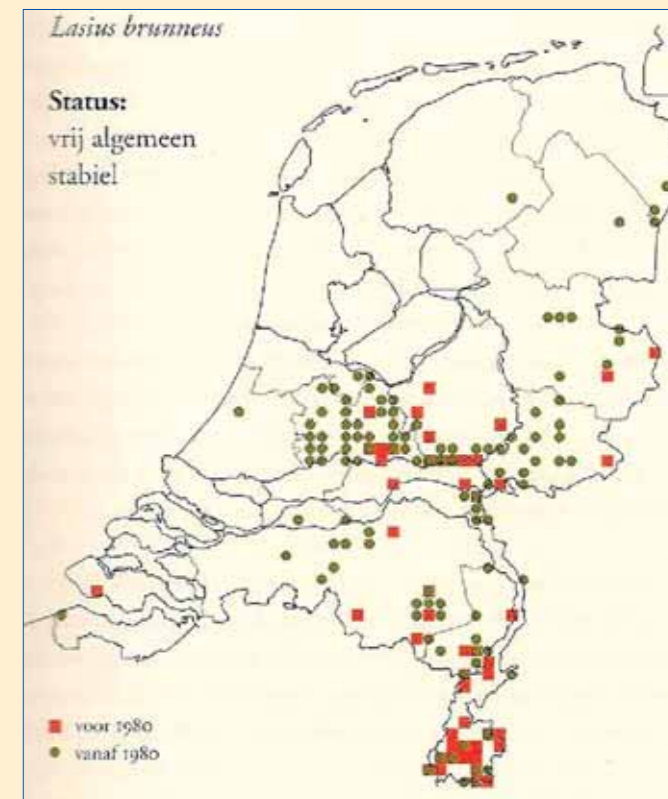 Lasius brunneus
Status:
vrij algemeen
stabiel
voor 1980
vanaf 1980